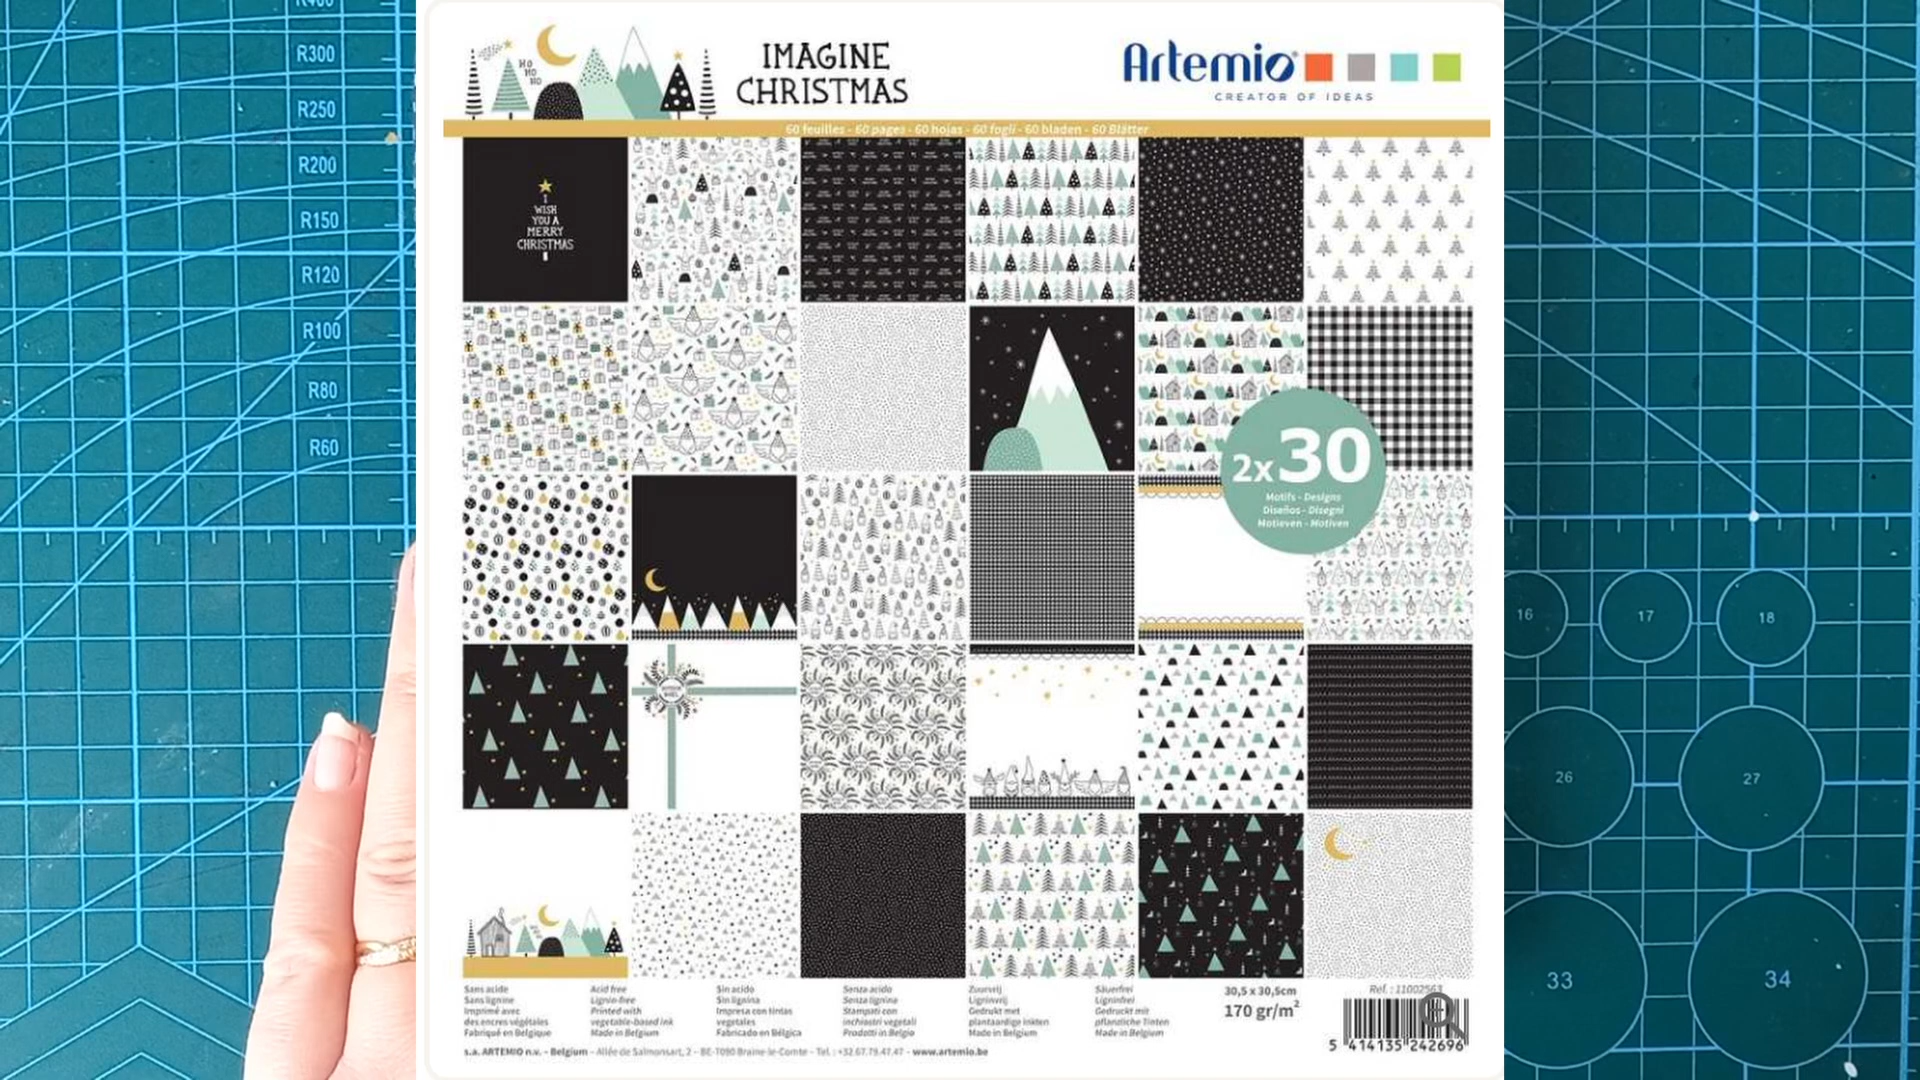 R400
R300
R250
R200
R150
R120
R100
R80
R60
HO
HO
HO
IMAGINE
CHRISTMAS
Artemio®
CREATOR OF IDEAS
60 feuilles - 60 pages - 60 hojas - 60 fogli - 60 bladen - 60 Blätter
I
WISH
YOU A
MERRY
CHRISTMAS
2x30
Motifs - Designs
Diseños - Disegni
Motieven - Motiven
Sans acide
Sans lignine
Imprimé avec
des encres végétales
Fabriqué en Belgique
Acid free
Lignin-free
Printed with
vegetable-based ink
Made in Belgium
Sin acido
Sin lignina
Impresa con tintas
vegetales
Fabricado en Bélgica
Senza acido
Senza lignina
Stampati con
inchiostri vegetali
Prodotti in Belgio
Zuurvrij
Ligninvrij
Gedrukt met
plantaardige inkten
Made in Belgium
Säuerfrei
Ligninfrei
Gedruckt mit
pflanzliche Tinten
Made in Belgium
30,5 x 30,5cm
170 gr/m²
Ref. : 11002563
5 414135 242696
s.a. ARTEMIO n.v. - Belgium - Allée de Salmonsart, 2 - BE-7090 Braine-le-Comte - Tel. : +32.67.79.47.47 - www.artemio.be
16
17
18
26
27
33
34